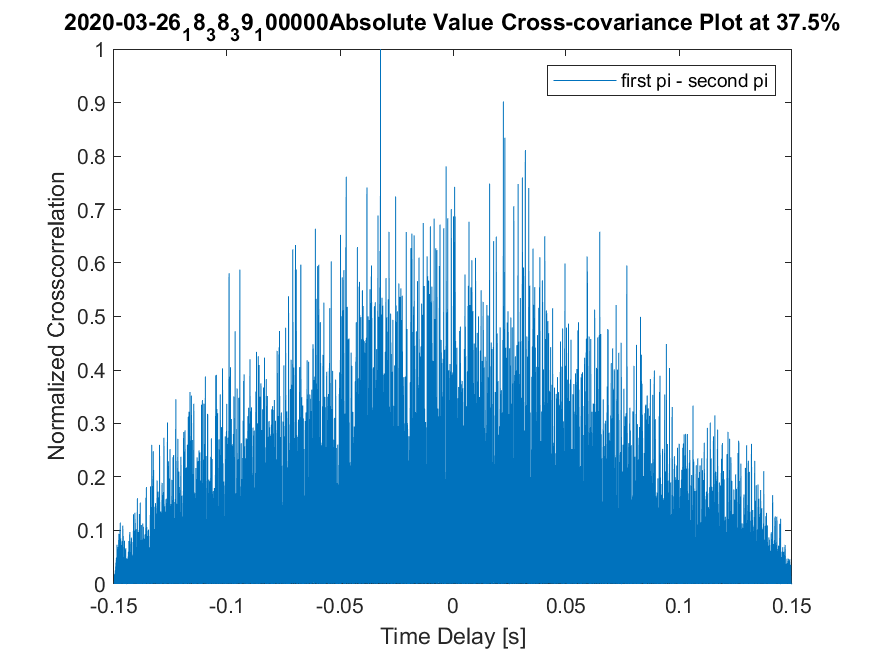 2020-03-26₁8₃8₃9₁00000Absolute Value Cross-covariance Plot at 37.5%
first pi - second pi
1
0.9
0.8
0.7
0.6
0.5
0.4
0.3
0.2
0.1
0
Normalized Crosscorrelation
-0.15 -0.1 -0.05 0 0.05 0.1 0.15
Time Delay [s]